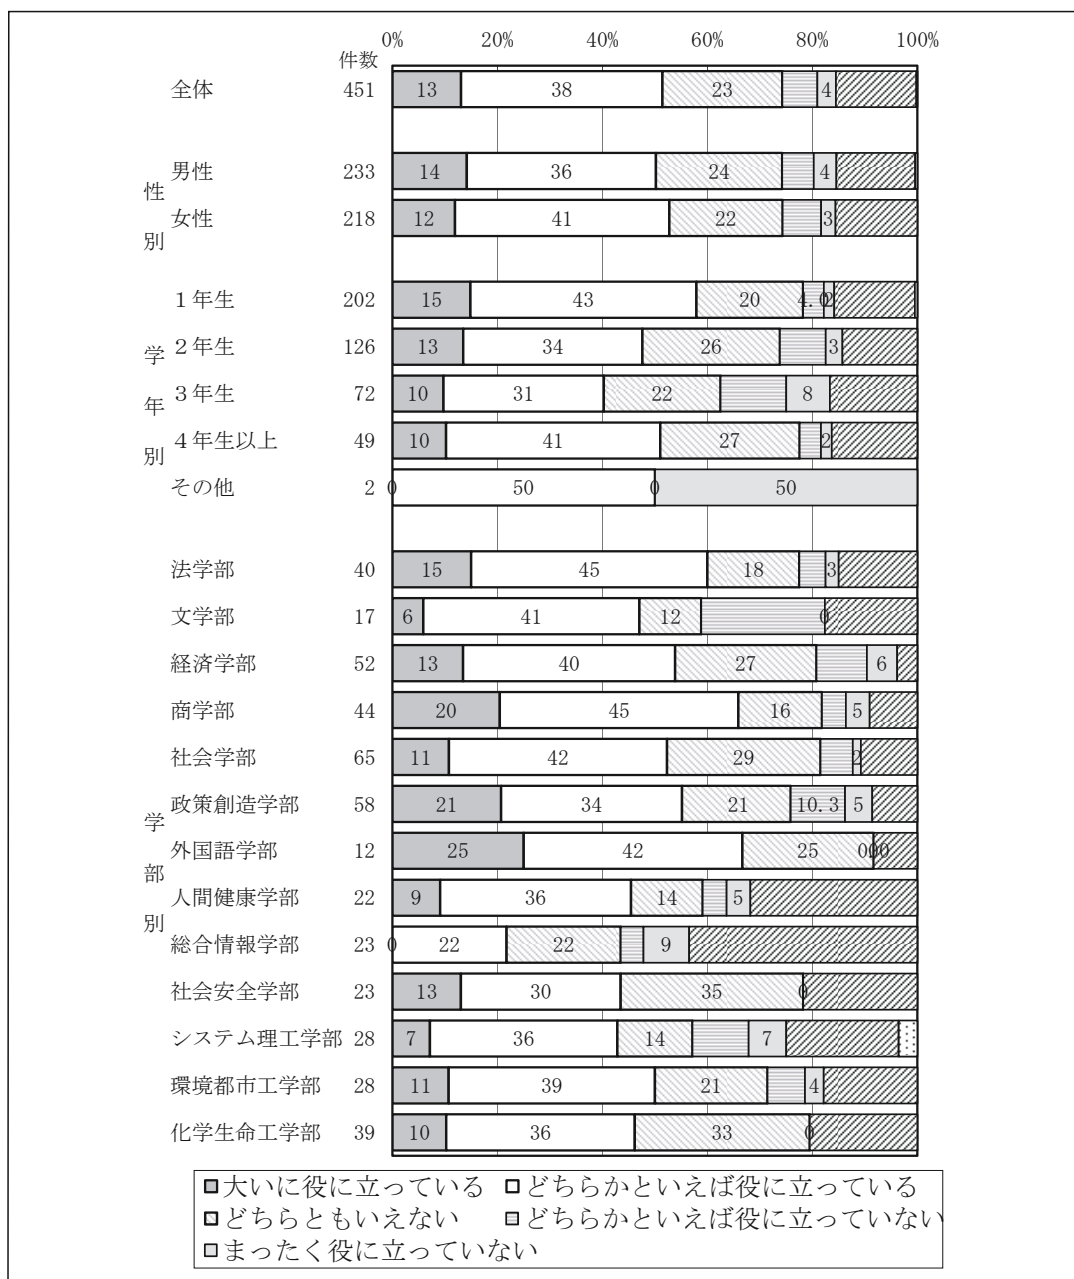 0% 20% 40% 60% 80% 100%
件数
全体 451 13 38 23 4
性別
男性 233 14 36 24 4
女性 218 12 41 22 3
学年別
1年生 202 15 43 20 4.0 2
2年生 126 13 34 26 3
3年生 72 10 31 22 8
4年生以上 49 10 41 27 2
その他 2 0 50 0 50
学部別
法学部 40 15 45 18 3
文学部 17 6 41 12 0
経済学部 52 13 40 27 6
商学部 44 20 45 16 5
社会学部 65 11 42 29 2
政策創造学部 58 21 34 21 10.3 5
外国語学部 12 25 42 25
人間健康学部 22 9 36 14 5
総合情報学部 23 0 22 22 9
社会安全学部 23 13 30 35 0
システム理工学部 28 7 36 14 7
環境都市工学部 28 11 39 21 4
化学生命工学部 39 10 36 33 0
大いに役に立っている どちらかといえば役に立っている
どちらともいえない どちらかといえば役に立っていない
まったく役に立っていない